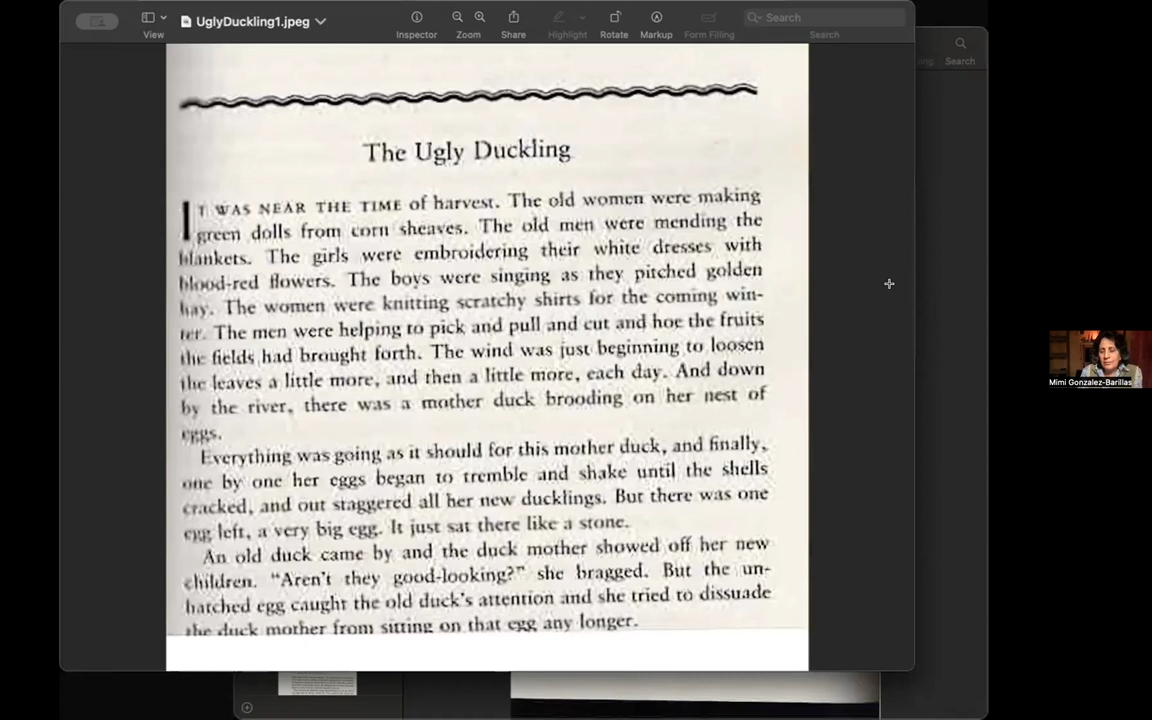 UglyDuckling1.jpeg
View
Inspector
Zoom
Share
Highlight
Rotate
Markup
Form Filling
Search
Search
Search
The Ugly Duckling
IT WAS NEAR THE TIME of harvest. The old women were making
green dolls from corn sheaves. The old men were mending the
blankets. The girls were embroidering their white dresses with
blood-red flowers. The boys were singing as they pitched golden
hay. The women were knitting scratchy shirts for the coming win-
ter. The men were helping to pick and pull and cut and hoe the fruits
the fields had brought forth. The wind was just beginning to loosen
the leaves a little more, and then a little more, each day. And down
by the river, there was a mother duck brooding on her nest of
eggs.
Everything was going as it should for this mother duck, and finally,
one by one her eggs began to tremble and shake until the shells
cracked, and out staggered all her new ducklings. But there was one
egg left, a very big egg. It just sat there like a stone.
An old duck came by and the duck mother showed off her new
children. "Aren't they good-looking?" she bragged. But the un-
hatched egg caught the old duck's attention and she tried to dissuade
the duck mother from sitting on that egg any longer.
Mimi Gonzalez-Barillas